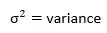 σ² = variance